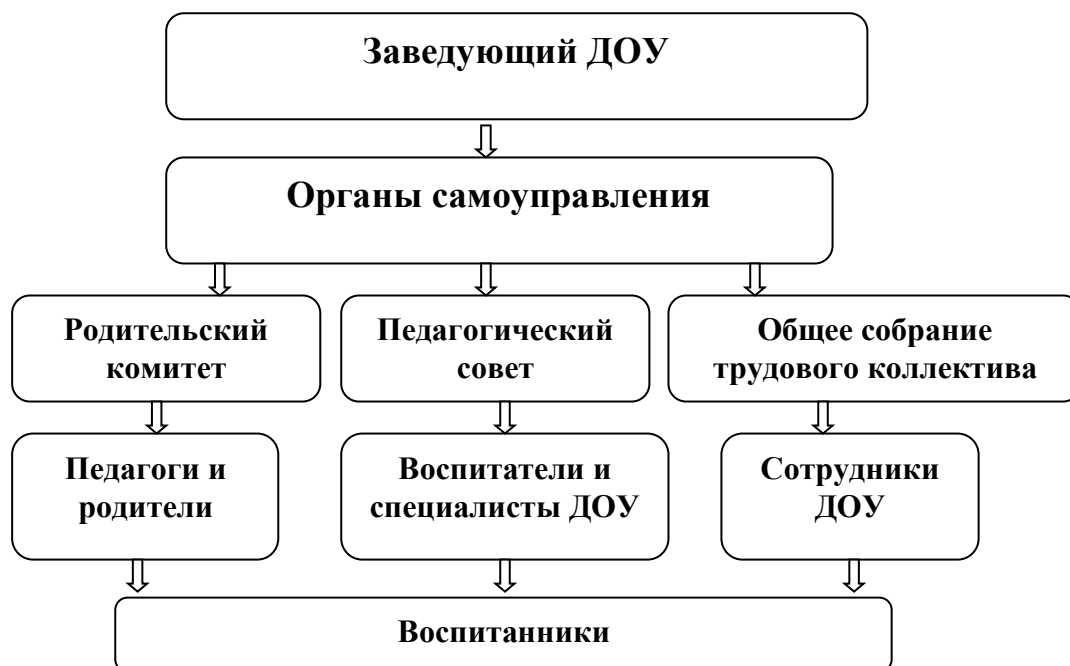 Заведующий ДОУ
Органы самоуправления
Родительский
комитет
Педагогический
совет
Общее собрание
трудового коллектива
Педагоги и
родители
Воспитатели и
специалисты ДОУ
Сотрудники
ДОУ
Воспитанники